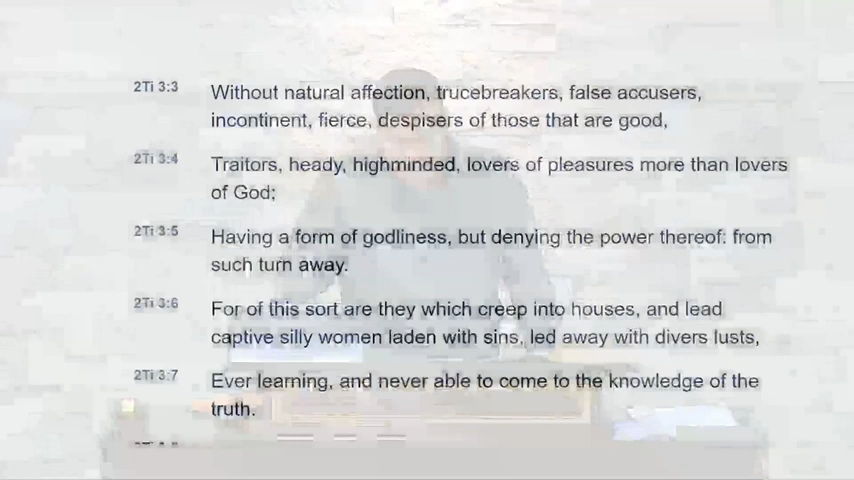 2Ti 3:3 Without natural affection, trucebreakers, false accusers,
incontinent, fierce, despisers of those that are good,
2Ti 3:4 Traitors, heady, highminded, lovers of pleasures more than lovers
of God;
2Ti 3:5 Having a form of godliness, but denying the power thereof: from
such turn away.
2Ti 3:6 For of this sort are they which creep into houses, and lead
captive silly women laden with sins, led away with divers lusts,
2Ti 3:7 Ever learning, and never able to come to the knowledge of the
truth.